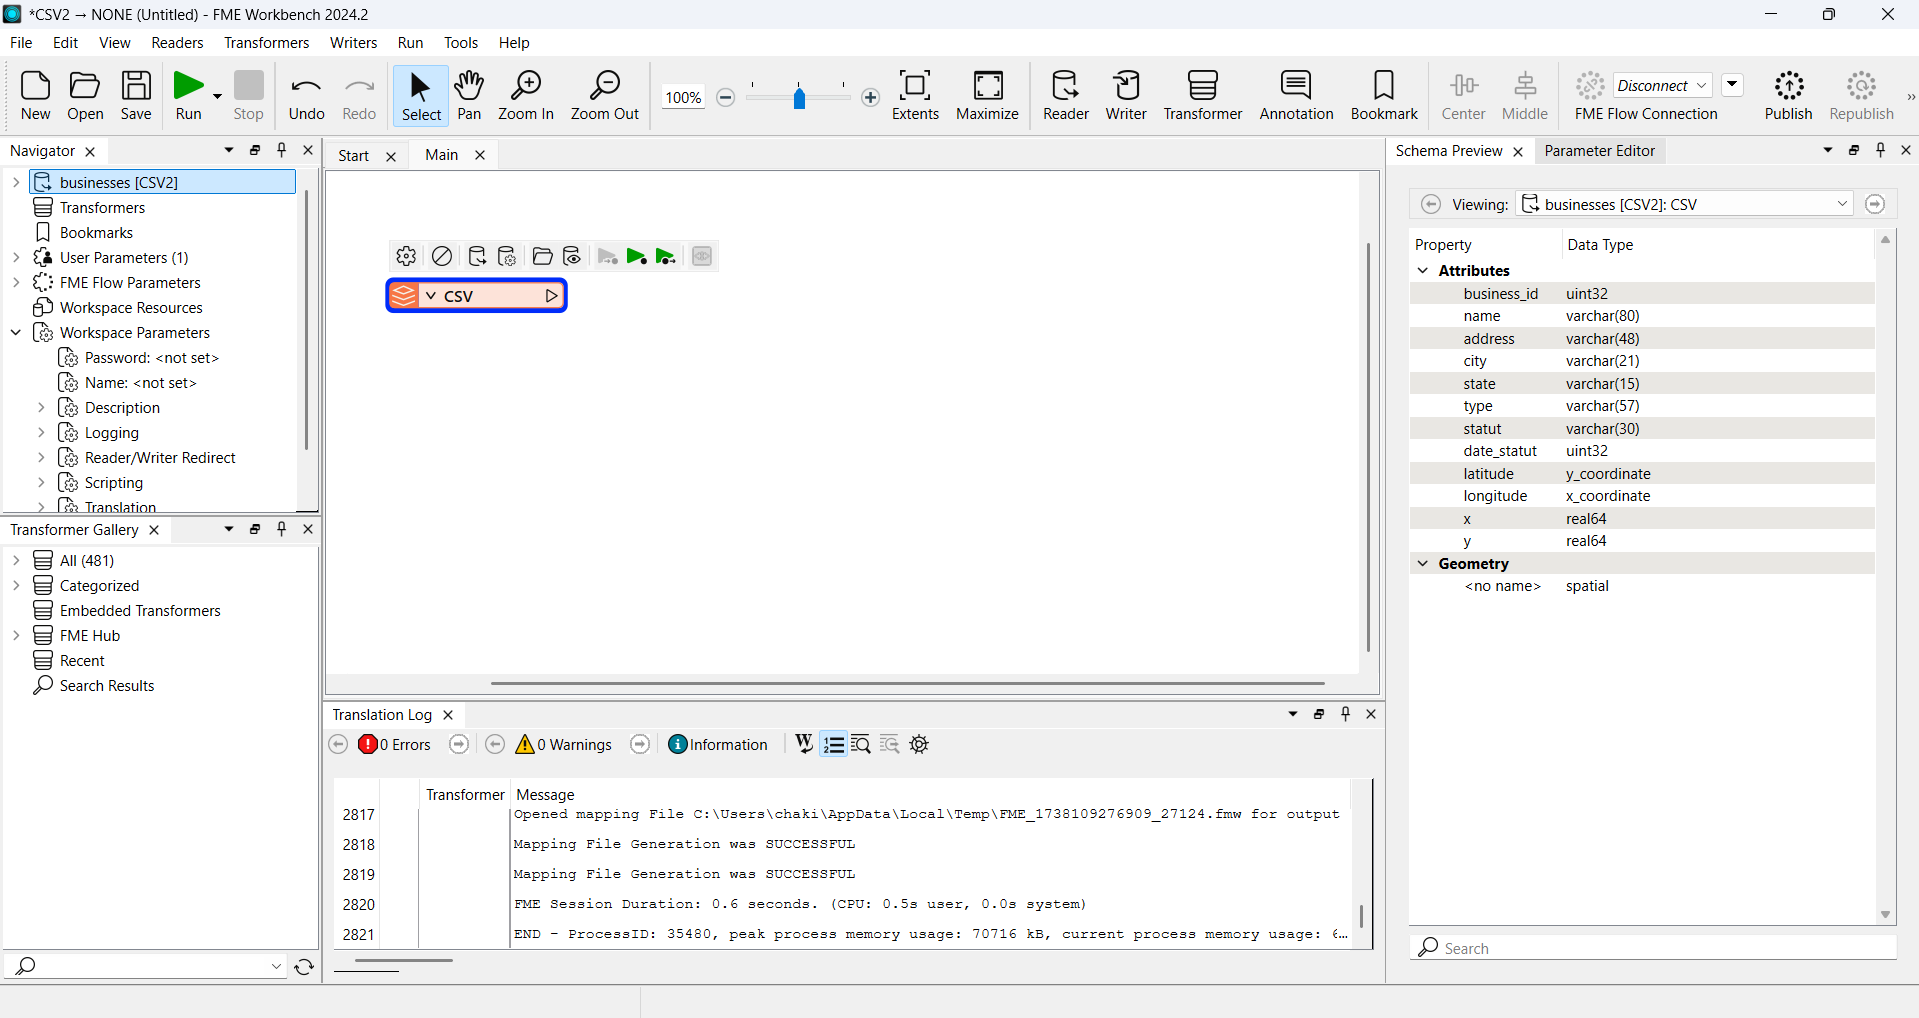 *CSV2 → NONE (Untitled) - FME Workbench 2024.2
File Edit View Readers Transformers Writers Run Tools Help
New Open Save Run Stop Undo Redo Select Pan Zoom In Zoom Out 100% Extents Maximize Reader Writer Transformer Annotation Bookmark Center Middle Disconnect FME Flow Connection Publish Republish »
Navigator
businesses [CSV2]
Transformers
Bookmarks
User Parameters (1)
FME Flow Parameters
Workspace Resources
Workspace Parameters
Password: <not set>
Name: <not set>
Description
Logging
Reader/Writer Redirect
Scripting
Translation
Transformer Gallery
All (481)
Categorized
Embedded Transformers
FME Hub
Recent
Search Results
Start Main
CSV
Translation Log
0 Errors 0 Warnings Information
Transformer Message
2817 Opened mapping File C:\Users\chaki\AppData\Local\Temp\FME_1738109276909_27124.fmw for output
2818 Mapping File Generation was SUCCESSFUL
2819 Mapping File Generation was SUCCESSFUL
2820 FME Session Duration: 0.6 seconds. (CPU: 0.5s user, 0.0s system)
2821 END - ProcessID: 35480, peak process memory usage: 70716 kB, current process memory usage: 6…
Schema Preview Parameter Editor
Viewing: businesses [CSV2]: CSV
Property Data Type
Attributes
business_id uint32
name varchar(80)
address varchar(48)
city varchar(21)
state varchar(15)
type varchar(57)
statut varchar(30)
date_statut uint32
latitude y_coordinate
longitude x_coordinate
x real64
y real64
Geometry
<no name> spatial
Search